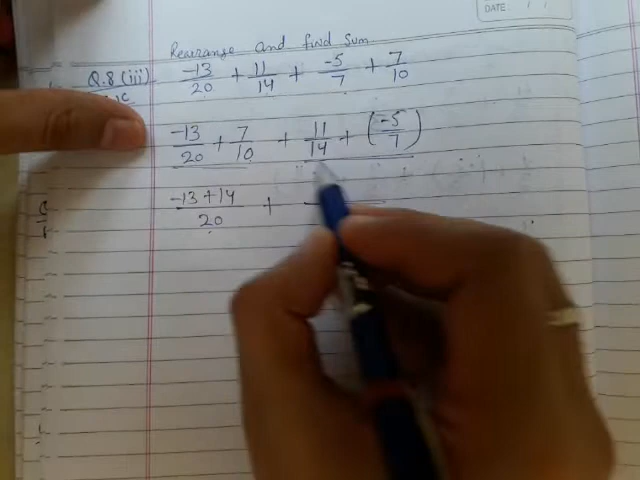 DATE: / /
Rearrange and find sum
Q.8 (iii) -13/20 + 11/14 + -5/7 + 7/10
-13/20 + 7/10 + 11/14 + (-5/7)
-13+14/20 +